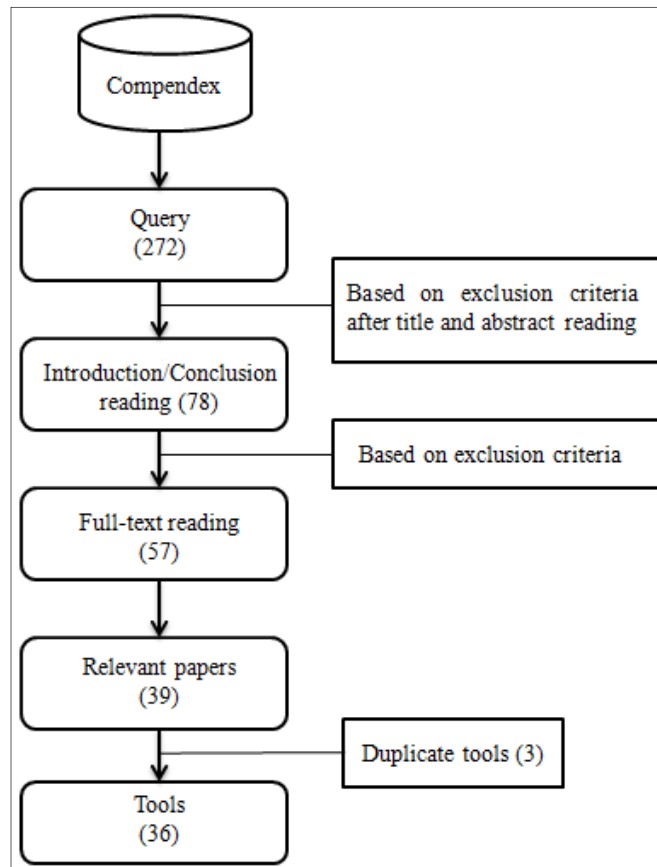 Compendex
Query
(272)
Based on exclusion criteria
after title and abstract reading
Introduction/Conclusion
reading (78)
Based on exclusion criteria
Full-text reading
(57)
Relevant papers
(39)
Duplicate tools (3)
Tools
(36)